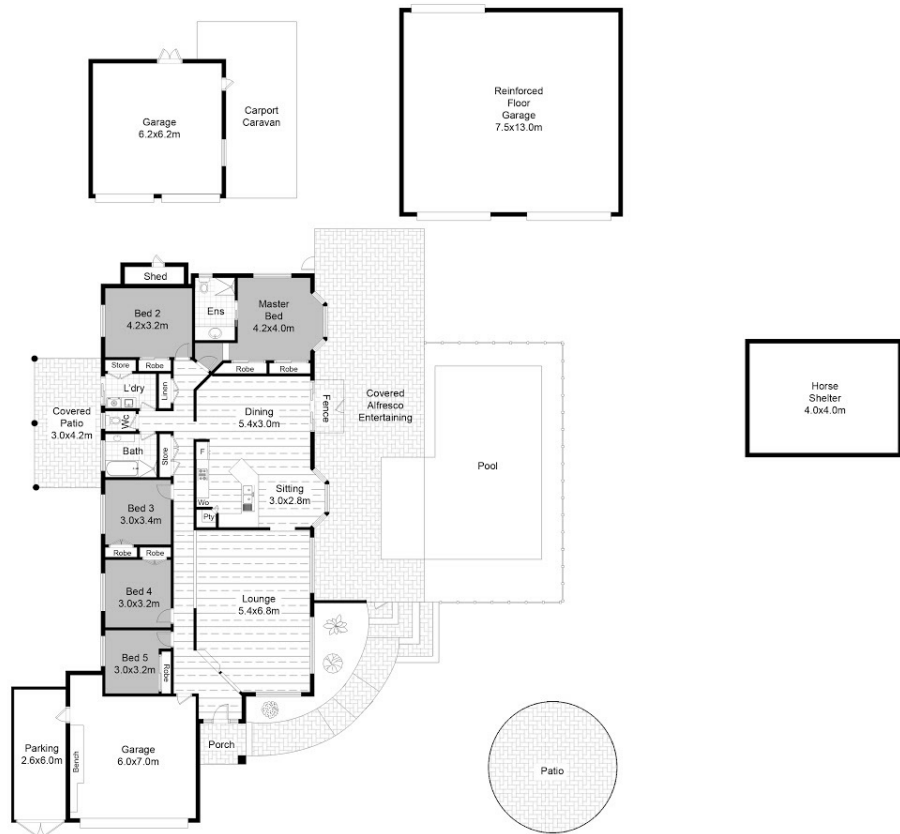 Garage
6.2x6.2m
Carport
Caravan
Reinforced
Floor
Garage
7.5x13.0m
Shed
Bed 2
4.2x3.2m
Ens
Master
Bed
4.2x4.0m
Store
Robe
Robe
Robe
L'dry
Linen
Covered
Patio
3.0x4.2m
Wc
Bath
Store
Dining
5.4x3.0m
Fence
Covered
Alfresco
Entertaining
Horse
Shelter
4.0x4.0m
F
Wo
Pty
Sitting
3.0x2.8m
Pool
Bed 3
3.0x3.4m
Robe
Robe
Bed 4
3.0x3.2m
Lounge
5.4x6.8m
Bed 5
3.0x3.2m
Robe
Parking
2.6x6.0m
Bench
Garage
6.0x7.0m
Porch
Patio